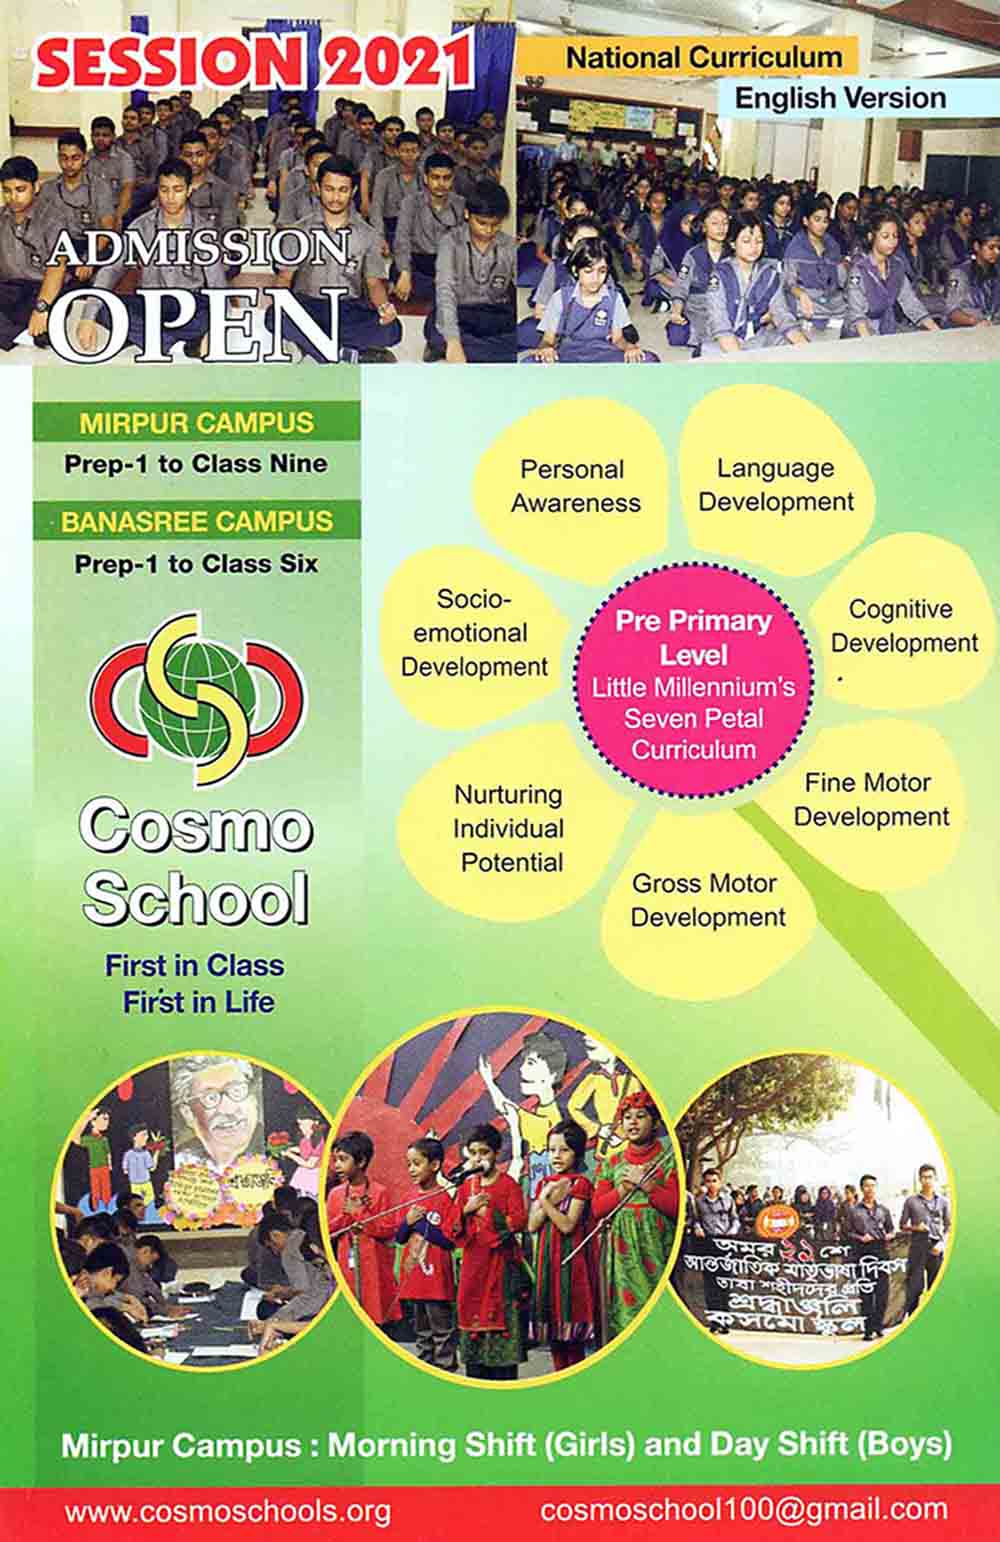 SESSION 2021
National Curriculum
English Version
ADMISSION
OPEN
MIRPUR CAMPUS
Prep-1 to Class Nine
BANASREE CAMPUS
Prep-1 to Class Six
Cosmo
School
First in Class
First in Life
Personal
Awareness
Language
Development
Socio-
emotional
Development
Cognitive
Development
Pre Primary
Level
Little Millennium's
Seven Petal
Curriculum
Nurturing
Individual
Potential
Fine Motor
Development
Gross Motor
Development
অমর ২১ শে
আন্তর্জাতিক মাতৃভাষা দিবস
ভাষা শহীদদের প্রতি
শ্রদ্ধাঞ্জলি
কসমো স্কুল
Mirpur Campus : Morning Shift (Girls) and Day Shift (Boys)
www.cosmoschools.org
cosmoschool100@gmail.com